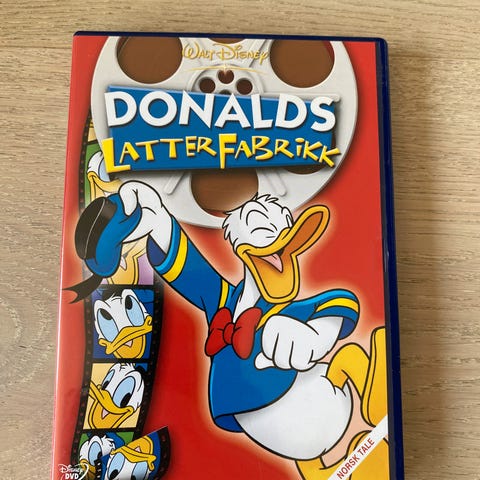 WALT DISNEY
DONALDS
LATTERFABRIKK
NORSK TALE
DISNEY
DVD